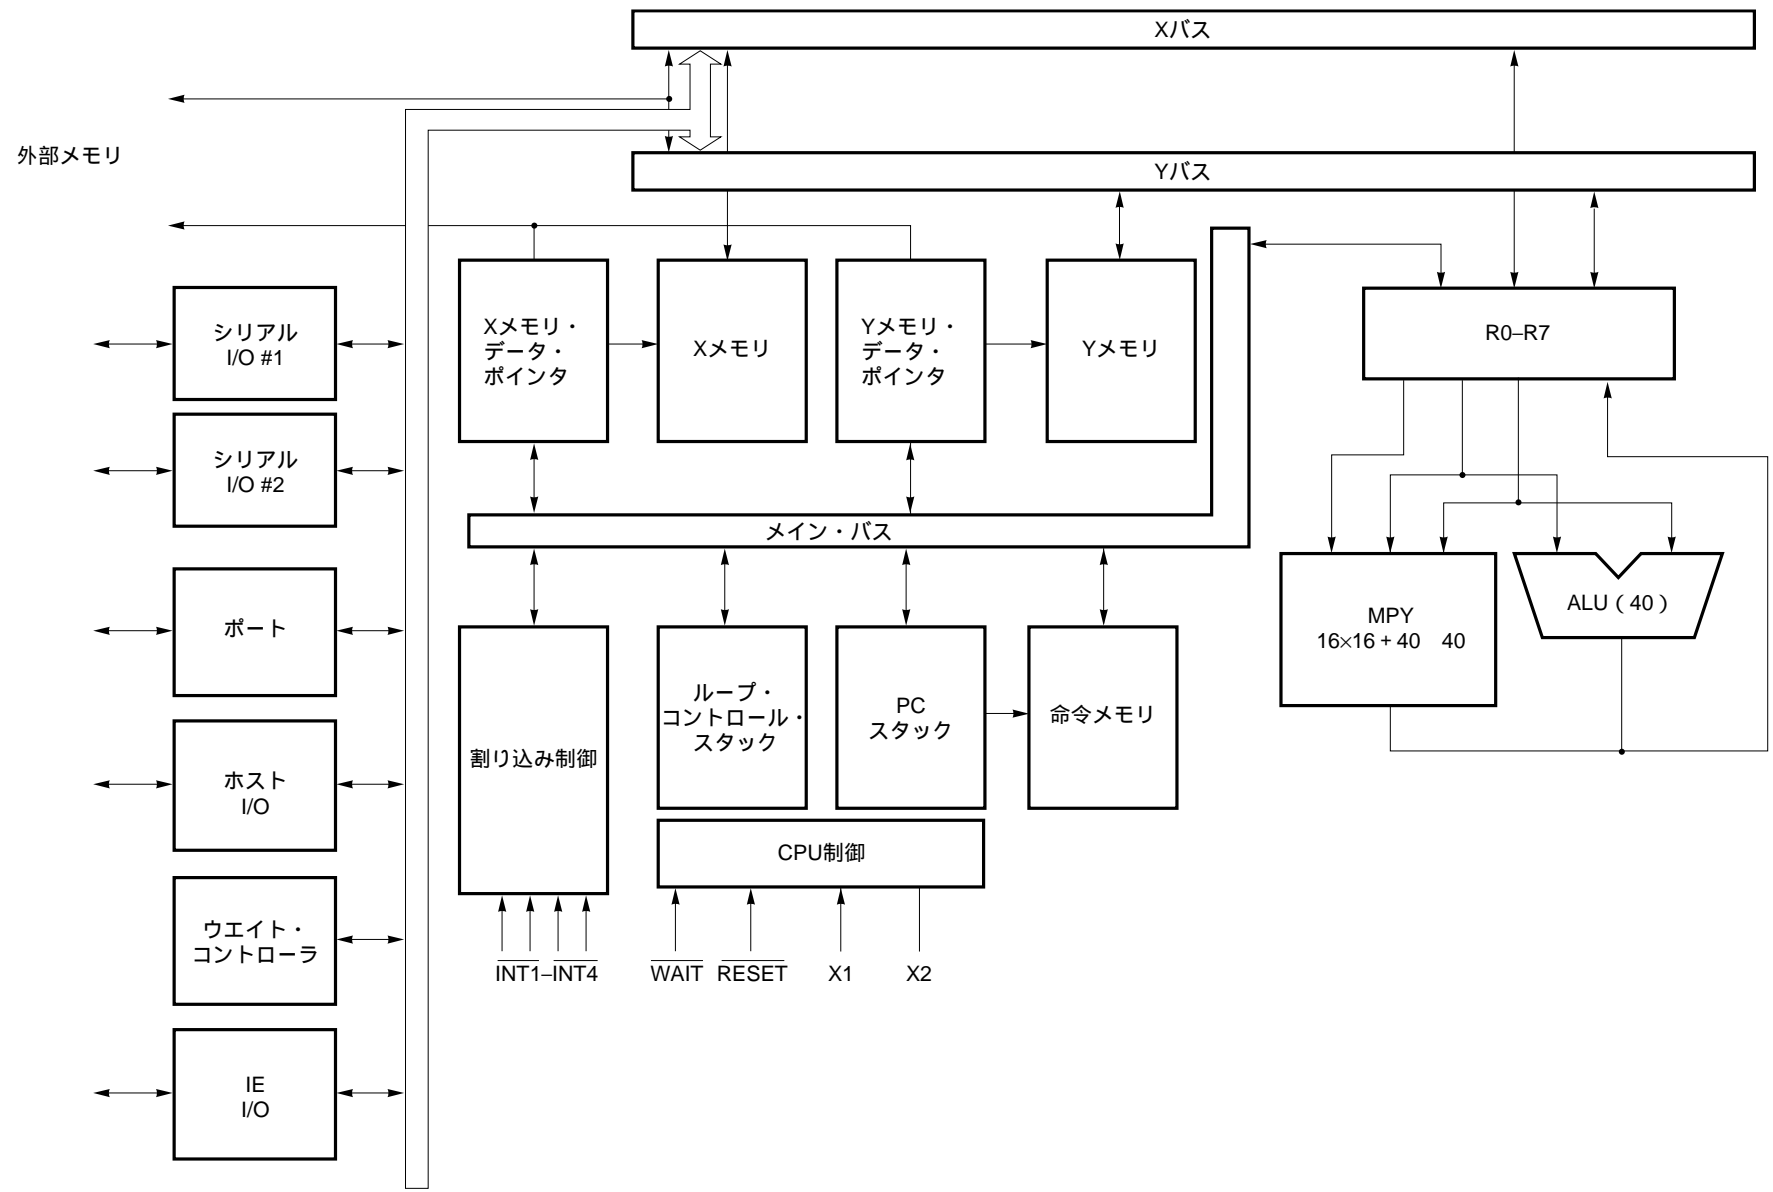 Xバス
外部メモリ
Yバス
シリアル
I/O #1
Xメモリ・
データ・
ポインタ
Xメモリ
Yメモリ・
データ・
ポインタ
Yメモリ
R0–R7
シリアル
I/O #2
メイン・バス
MPY
16×16 + 40　40
ALU（40）
ポート
ループ・
コントロール・
スタック
PC
スタック
命令メモリ
割り込み制御
ホスト
I/O
CPU制御
ウエイト・
コントローラ
INT1–INT4
WAIT
RESET
X1
X2
IE
I/O